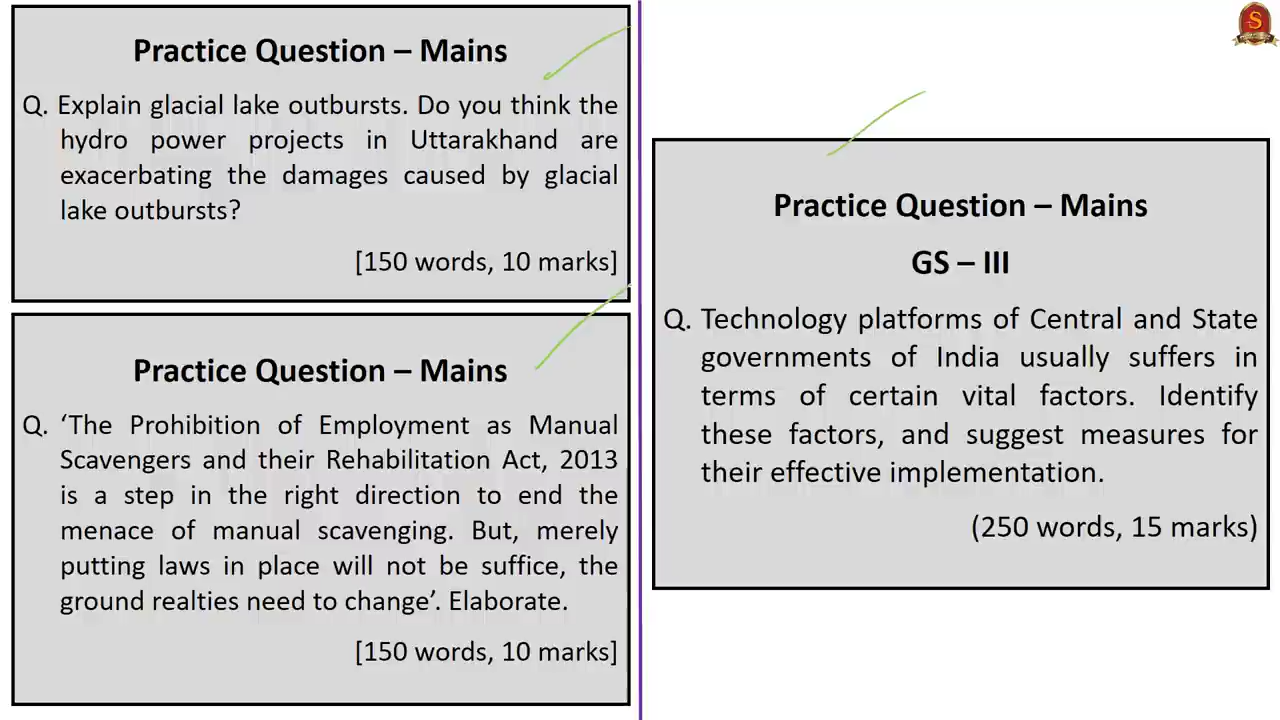 Practice Question – Mains
Q. Explain glacial lake outbursts. Do you think the
hydro power projects in Uttarakhand are
exacerbating the damages caused by glacial
lake outbursts?
[150 words, 10 marks]
Practice Question – Mains
Q. ‘The Prohibition of Employment as Manual
Scavengers and their Rehabilitation Act, 2013
is a step in the right direction to end the
menace of manual scavenging. But, merely
putting laws in place will not be suffice, the
ground realties need to change’. Elaborate.
[150 words, 10 marks]
S
Practice Question – Mains
GS – III
Q. Technology platforms of Central and State
governments of India usually suffers in
terms of certain vital factors. Identify
these factors, and suggest measures for
their effective implementation.
(250 words, 15 marks)